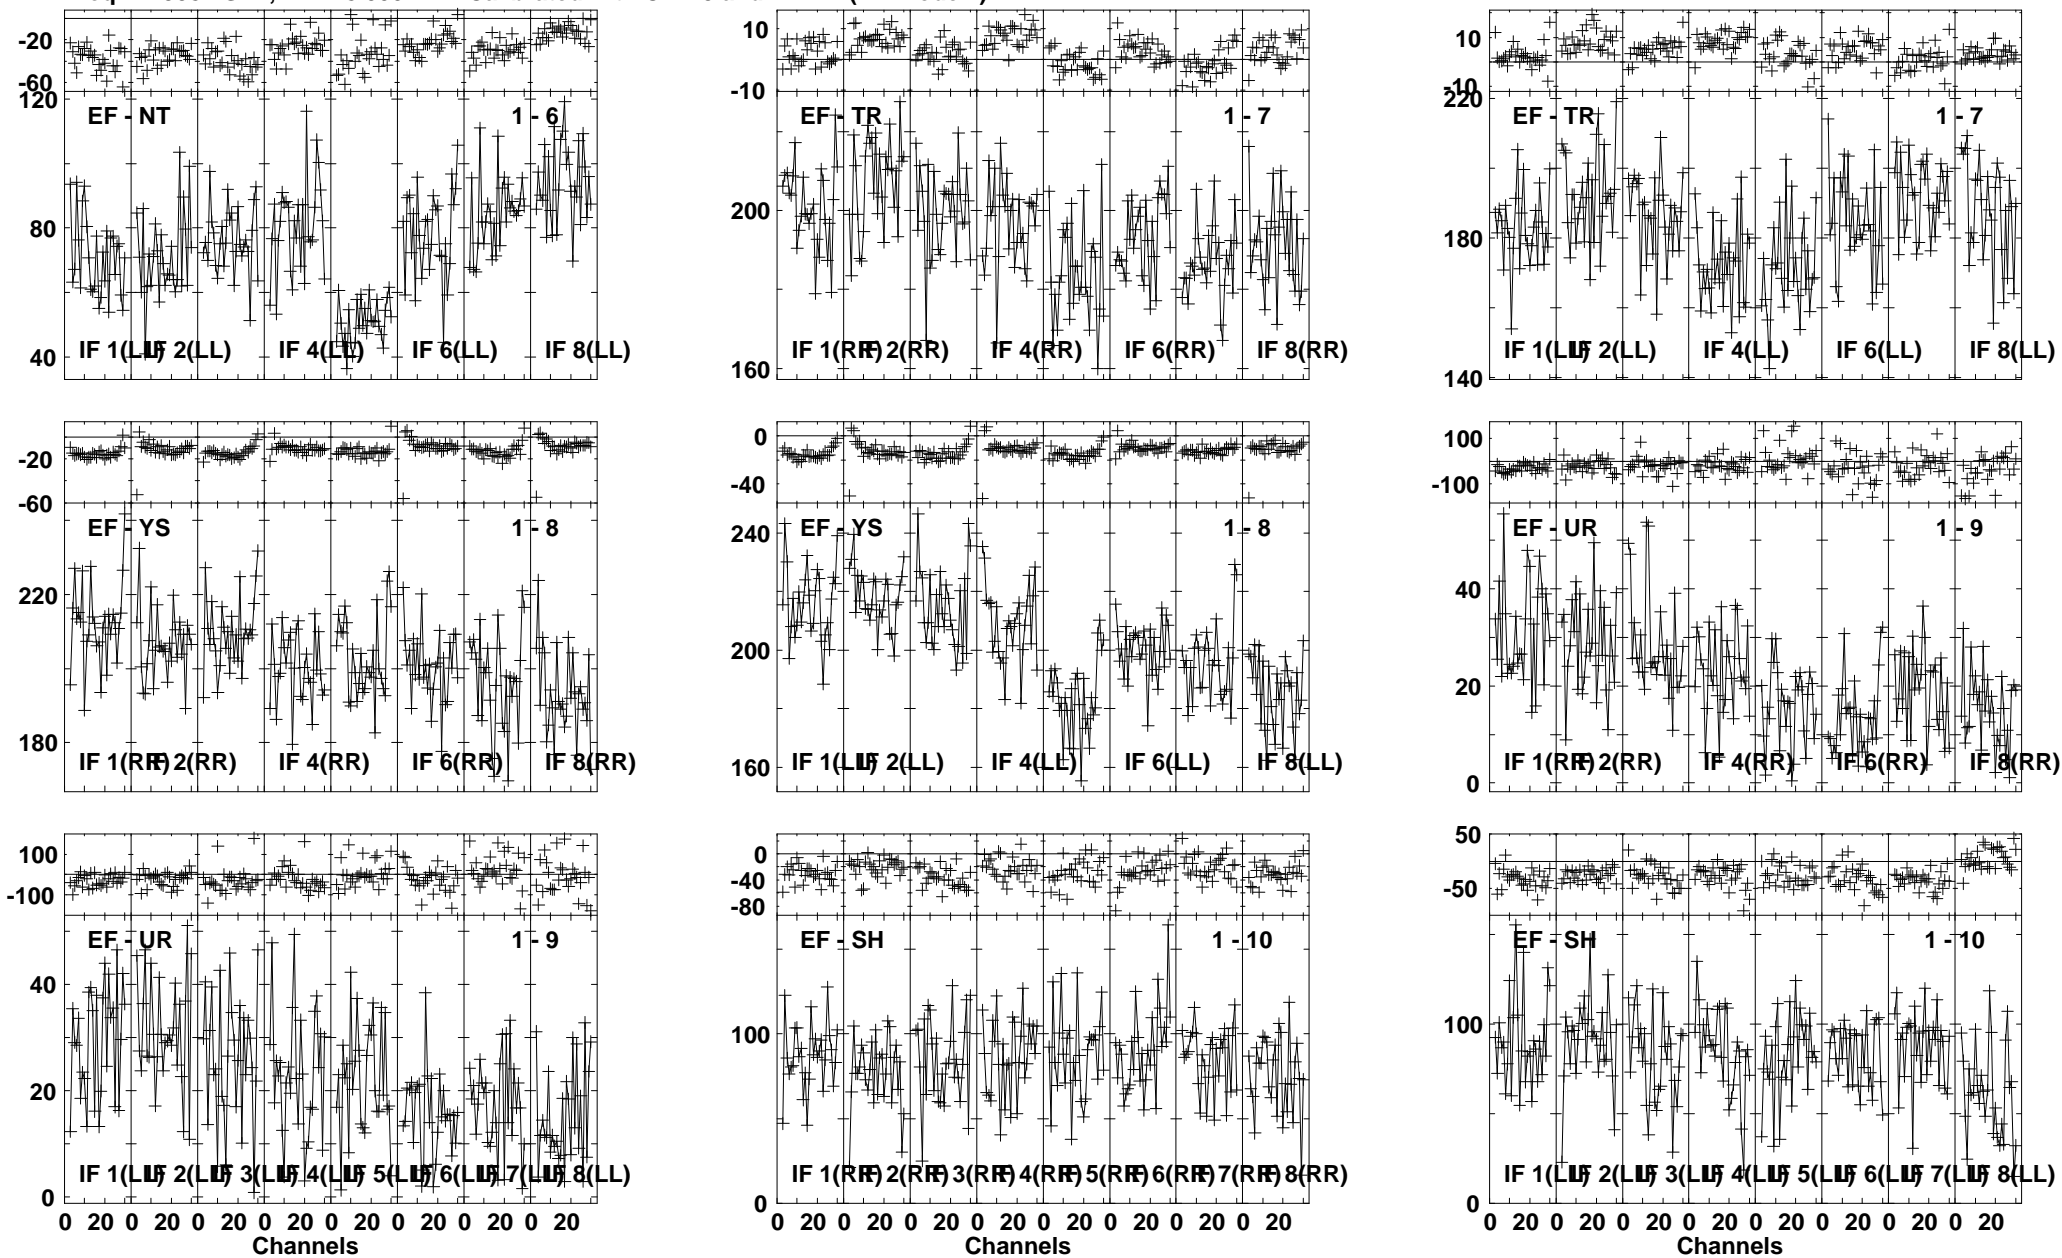 -20
-60
120
EF - NT 1 - 6
80
40
IF 1(LL) IF 2(LL) IF 4(LL) IF 6(LL) IF 8(LL)
10
-10
EF - TR 1 - 7
200
160
IF 1(RR) IF 2(RR) IF 4(RR) IF 6(RR) IF 8(RR)
10
-10
220
EF - TR 1 - 7
180
140
IF 1(LL) IF 2(LL) IF 4(LL) IF 6(LL) IF 8(LL)
-20
-60
EF - YS 1 - 8
220
180
IF 1(RR) IF 2(RR) IF 4(RR) IF 6(RR) IF 8(RR)
0
-40
240
EF - YS 1 - 8
200
160
IF 1(LL) IF 2(LL) IF 4(LL) IF 6(LL) IF 8(LL)
100
-100
EF - UR 1 - 9
40
20
0
IF 1(RR) IF 2(RR) IF 4(RR) IF 6(RR) IF 8(RR)
100
-100
EF - UR 1 - 9
40
20
0
IF 1(LL) IF 2(LL) IF 3(LL) IF 4(LL) IF 5(LL) IF 6(LL) IF 7(LL) IF 8(LL)
0 20 0 20 0 20 0 20 0 20 0 20 0 20 0 20
Channels
0
-40
-80
EF - SH 1 - 10
100
0
IF 1(RR) IF 2(RR) IF 3(RR) IF 4(RR) IF 5(RR) IF 6(RR) IF 7(RR) IF 8(RR)
0 20 0 20 0 20 0 20 0 20 0 20 0 20 0 20
Channels
50
-50
EF - SH 1 - 10
100
0
IF 1(LL) IF 2(LL) IF 3(LL) IF 4(LL) IF 5(LL) IF 6(LL) IF 7(LL) IF 8(LL)
0 20 0 20 0 20 0 20 0 20 0 20 0 20 0 20
Channels